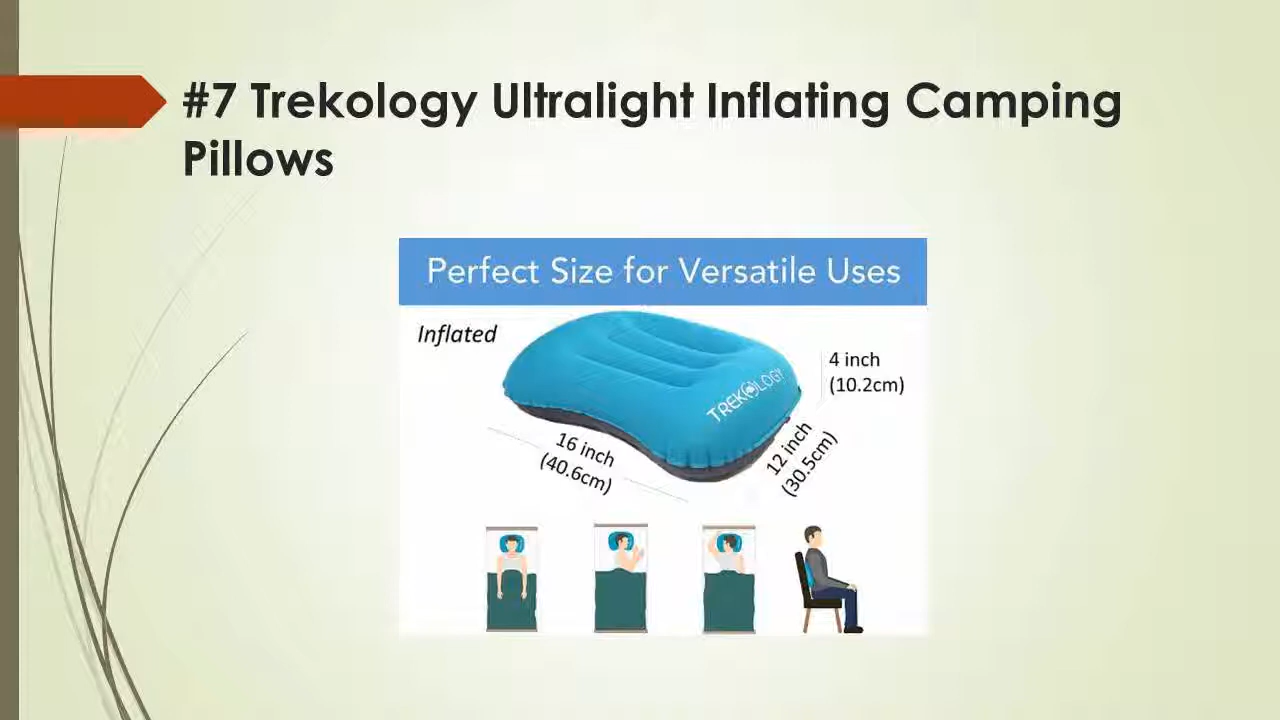 #7 Trekology Ultralight Inflating Camping
Pillows
Perfect Size for Versatile Uses
Inflated
4 inch
(10.2cm)
TREKOLOGY
16 inch
(40.6cm)
12 inch
(30.5cm)